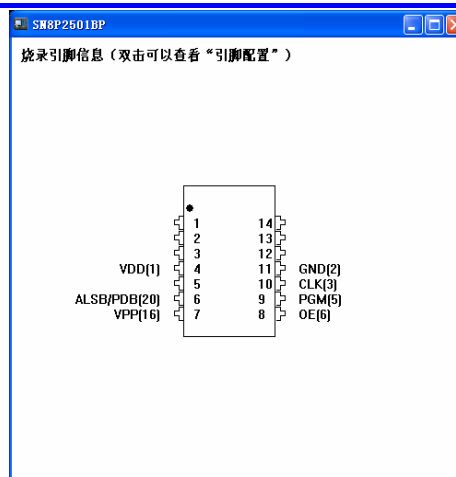 SN8P2501BP
烧录引脚信息（双击可以查看“引脚配置”）
1 14
2 13
3 12
VDD(1) 4 11 GND(2)
5 10 CLK(3)
ALSB/PDB(20) 6 9 PGM(5)
VPP(16) 7 8 OE(6)